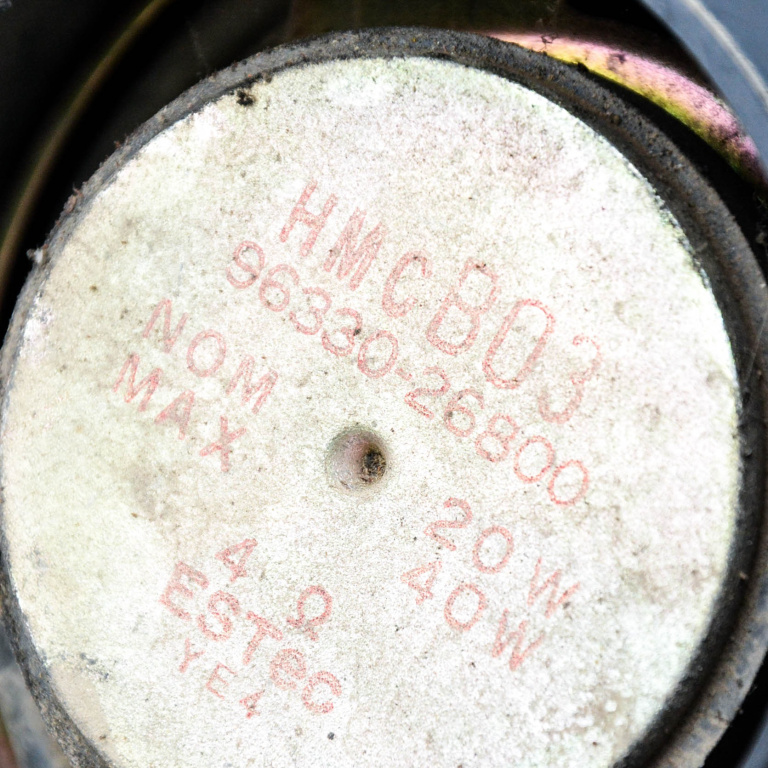 HMC803
96330-26800
NOM 20W
MAX 40W
4 Ω
ESTec
YE4